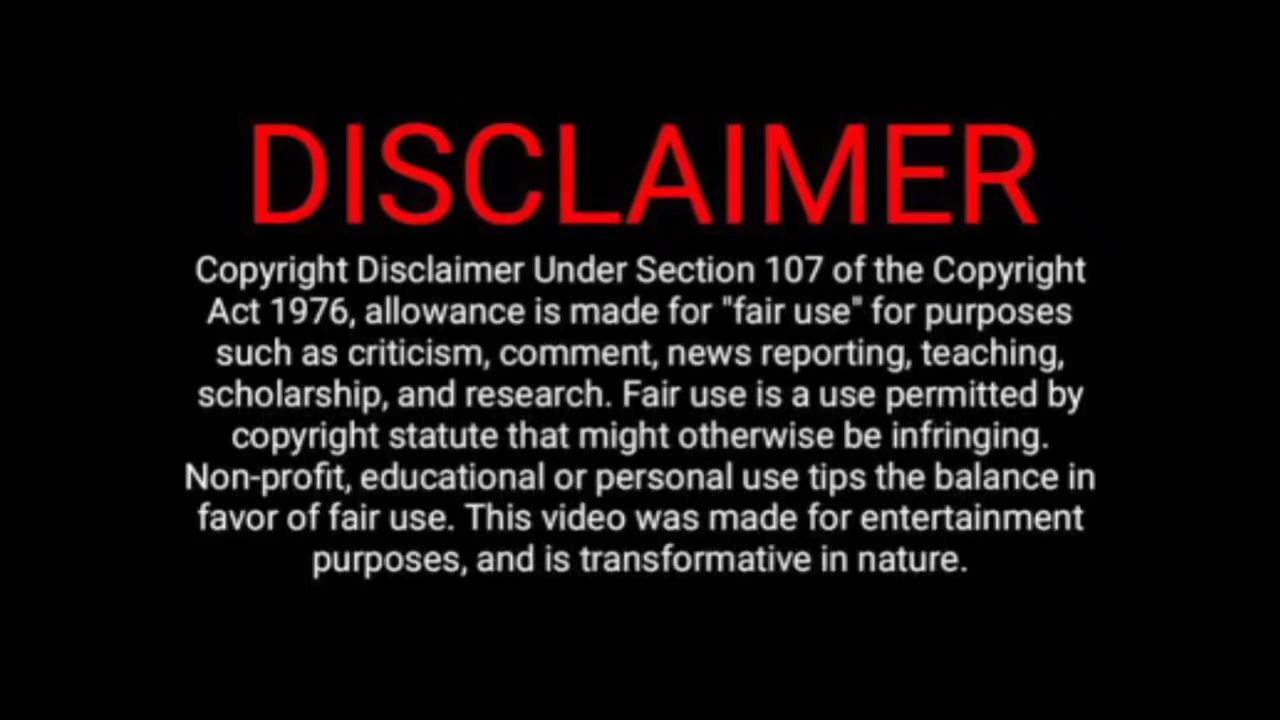 DISCLAIMER
Copyright Disclaimer Under Section 107 of the Copyright
Act 1976, allowance is made for "fair use" for purposes
such as criticism, comment, news reporting, teaching,
scholarship, and research. Fair use is a use permitted by
copyright statute that might otherwise be infringing.
Non-profit, educational or personal use tips the balance in
favor of fair use. This video was made for entertainment
purposes, and is transformative in nature.